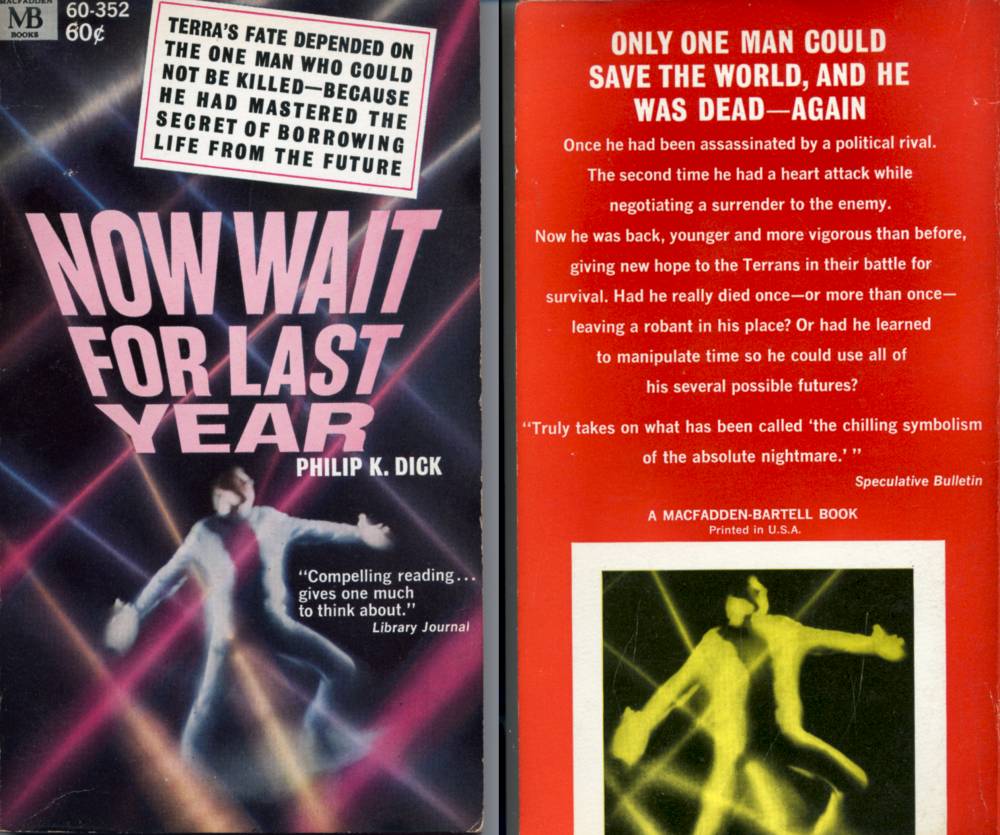 MACFADDEN
MB
BOOKS
60-352
60¢
TERRA'S FATE DEPENDED ON
THE ONE MAN WHO COULD
NOT BE KILLED—BECAUSE
HE HAD MASTERED THE
SECRET OF BORROWING
LIFE FROM THE FUTURE
NOW WAIT
FOR LAST
YEAR
PHILIP K. DICK
"Compelling reading...
gives one much
to think about."
Library Journal
ONLY ONE MAN COULD
SAVE THE WORLD, AND HE
WAS DEAD—AGAIN
Once he had been assassinated by a political rival.
The second time he had a heart attack while
negotiating a surrender to the enemy.
Now he was back, younger and more vigorous than before,
giving new hope to the Terrans in their battle for
survival. Had he really died once—or more than once—
leaving a robant in his place? Or had he learned
to manipulate time so he could use all of
his several possible futures?
"Truly takes on what has been called 'the chilling symbolism
of the absolute nightmare.' "
Speculative Bulletin
A MACFADDEN-BARTELL BOOK
Printed in U.S.A.